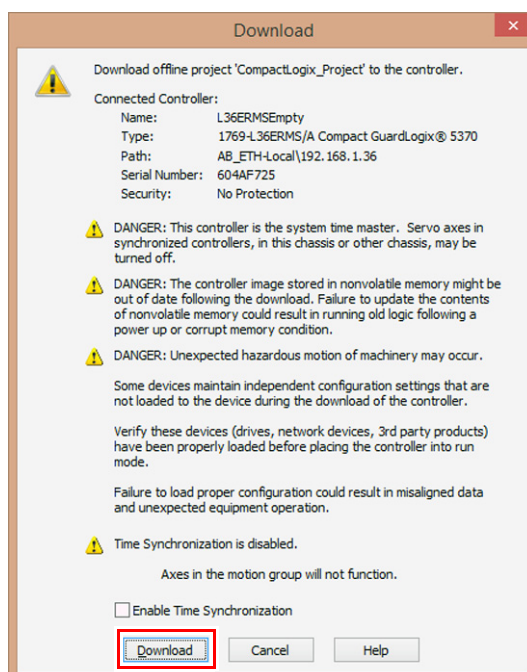 Download
Download offline project 'CompactLogix_Project' to the controller.
Connected Controller:
Name: L36ERMSEmpty
Type: 1769-L36ERMS/A Compact GuardLogix® 5370
Path: AB_ETH-Local\192.168.1.36
Serial Number: 604AF725
Security: No Protection
DANGER: This controller is the system time master. Servo axes in
synchronized controllers, in this chassis or other chassis, may be
turned off.
DANGER: The controller image stored in nonvolatile memory might be
out of date following the download. Failure to update the contents
of nonvolatile memory could result in running old logic following a
power up or corrupt memory condition.
DANGER: Unexpected hazardous motion of machinery may occur.
Some devices maintain independent configuration settings that are
not loaded to the device during the download of the controller.
Verify these devices (drives, network devices, 3rd party products)
have been properly loaded before placing the controller into run
mode.
Failure to load proper configuration could result in misaligned data
and unexpected equipment operation.
Time Synchronization is disabled.
Axes in the motion group will not function.
Enable Time Synchronization
Download Cancel Help